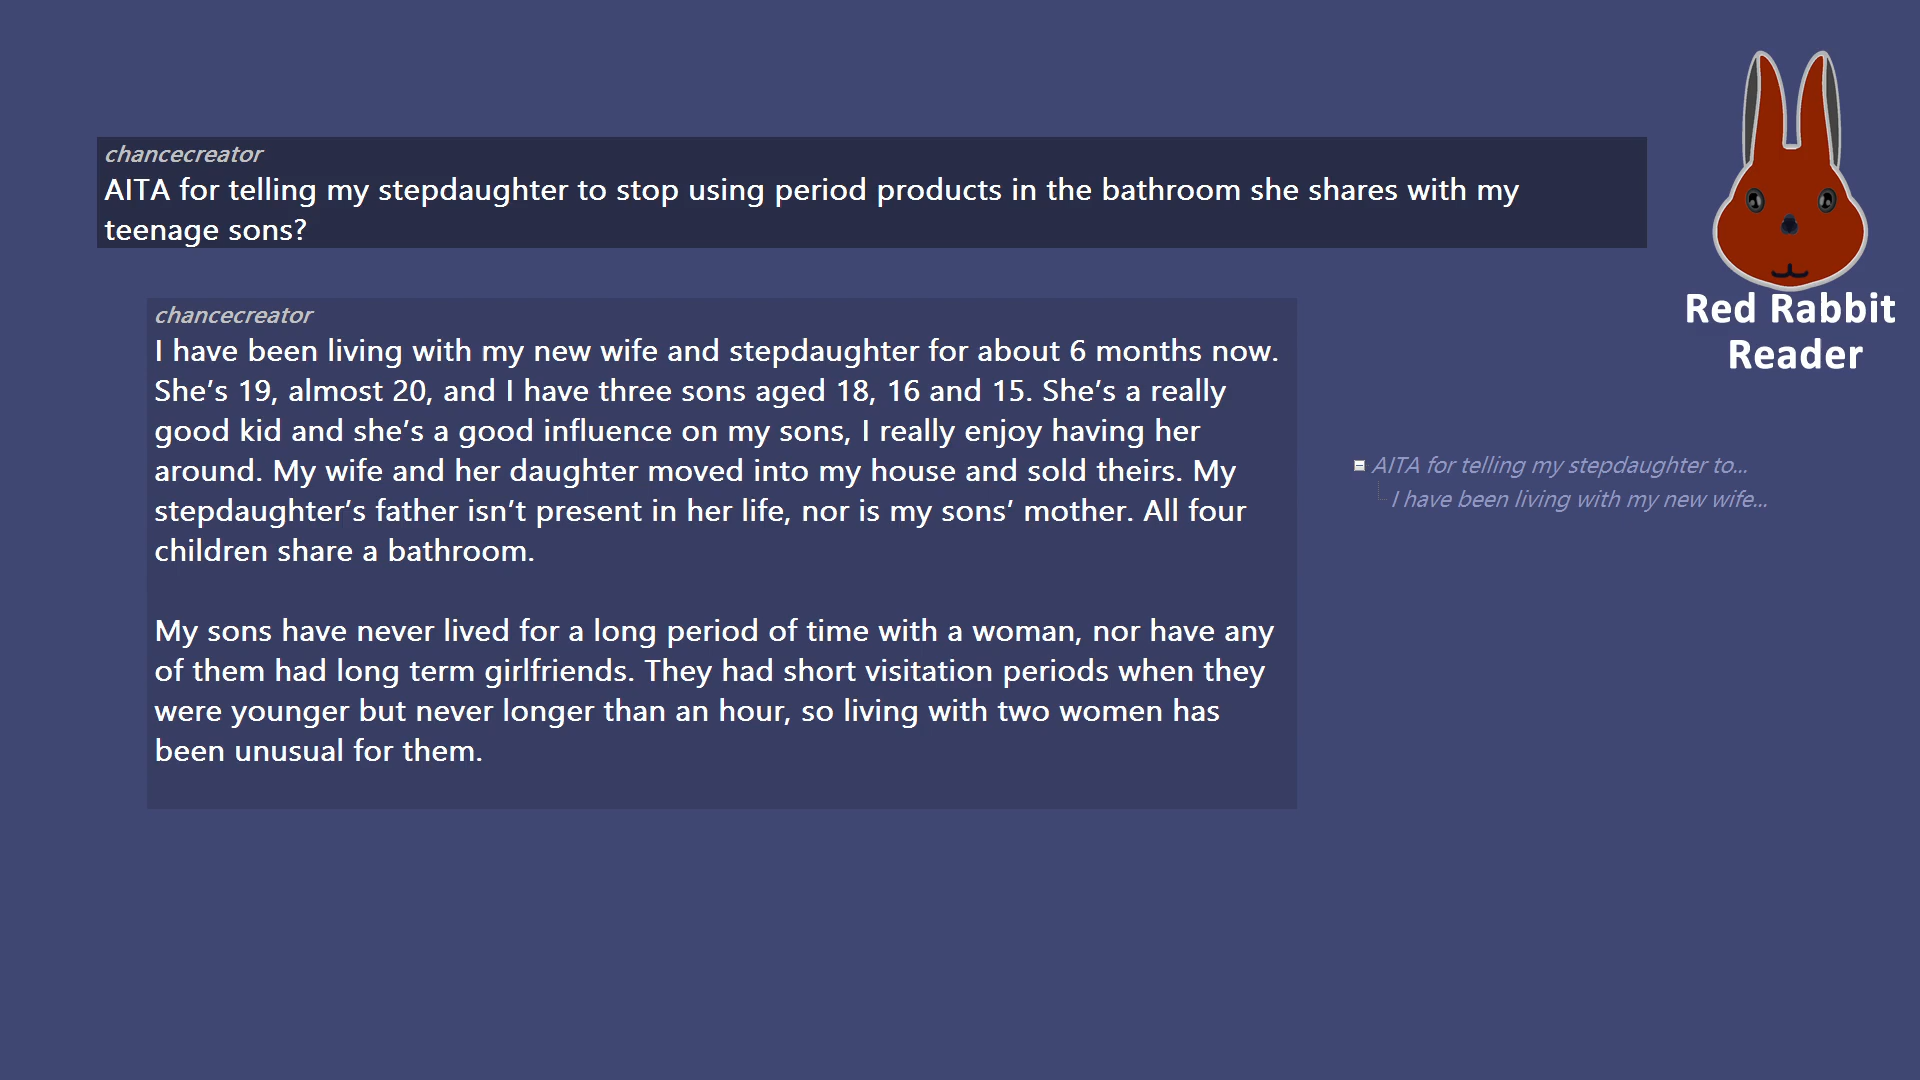 chancecreator
AITA for telling my stepdaughter to stop using period products in the bathroom she shares with my
teenage sons?
chancecreator
I have been living with my new wife and stepdaughter for about 6 months now.
She’s 19, almost 20, and I have three sons aged 18, 16 and 15. She’s a really
good kid and she’s a good influence on my sons, I really enjoy having her
around. My wife and her daughter moved into my house and sold theirs. My
stepdaughter’s father isn’t present in her life, nor is my sons’ mother. All four
children share a bathroom.
My sons have never lived for a long period of time with a woman, nor have any
of them had long term girlfriends. They had short visitation periods when they
were younger but never longer than an hour, so living with two women has
been unusual for them.
Red Rabbit
Reader
AITA for telling my stepdaughter to...
I have been living with my new wife...